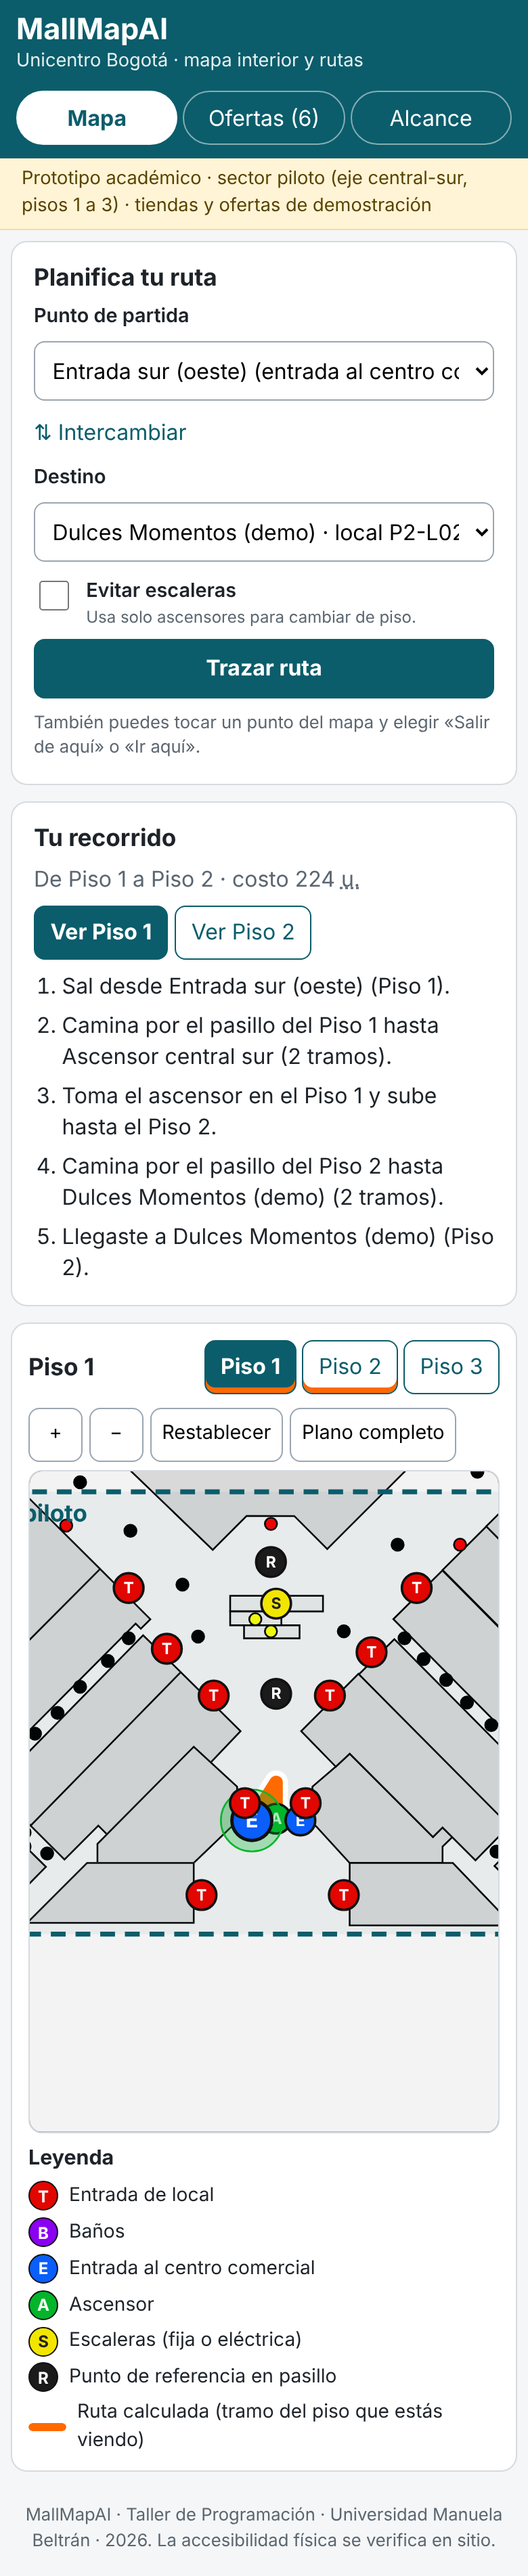 MallMapAI
Unicentro Bogotá · mapa interior y rutas
Mapa
Ofertas (6)
Alcance
Prototipo académico · sector piloto (eje central-sur,
pisos 1 a 3) · tiendas y ofertas de demostración
Planifica tu ruta
Punto de partida
Entrada sur (oeste) (entrada al centro co
⇅ Intercambiar
Destino
Dulces Momentos (demo) · local P2-L02
Evitar escaleras
Usa solo ascensores para cambiar de piso.
Trazar ruta
También puedes tocar un punto del mapa y elegir «Salir
de aquí» o «Ir aquí».
Tu recorrido
De Piso 1 a Piso 2 · costo 224 u.
Ver Piso 1
Ver Piso 2
1. Sal desde Entrada sur (oeste) (Piso 1).
2. Camina por el pasillo del Piso 1 hasta
Ascensor central sur (2 tramos).
3. Toma el ascensor en el Piso 1 y sube
hasta el Piso 2.
4. Camina por el pasillo del Piso 2 hasta
Dulces Momentos (demo) (2 tramos).
5. Llegaste a Dulces Momentos (demo) (Piso
2).
Piso 1
Piso 1
Piso 2
Piso 3
+
−
Restablecer
Plano completo
piloto
R
S
T
T
T
T
T
R
T
T
T
E
A
E
T
T
Leyenda
T Entrada de local
B Baños
E Entrada al centro comercial
A Ascensor
S Escaleras (fija o eléctrica)
R Punto de referencia en pasillo
Ruta calculada (tramo del piso que estás
viendo)
MallMapAI · Taller de Programación · Universidad Manuela
Beltrán · 2026. La accesibilidad física se verifica en sitio.